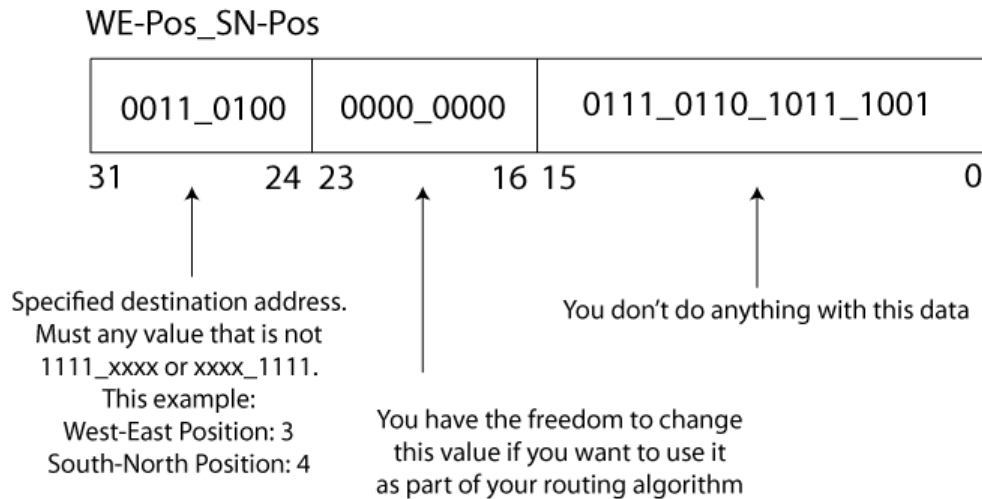 WE-Pos_SN-Pos
0011_0100 0000_0000 0111_0110_1011_1001
31 24 23 16 15 0
Specified destination address.
Must any value that is not
1111_xxxx or xxxx_1111.
This example:
West-East Position: 3
South-North Position: 4
You have the freedom to change
this value if you want to use it
as part of your routing algorithm
You don't do anything with this data